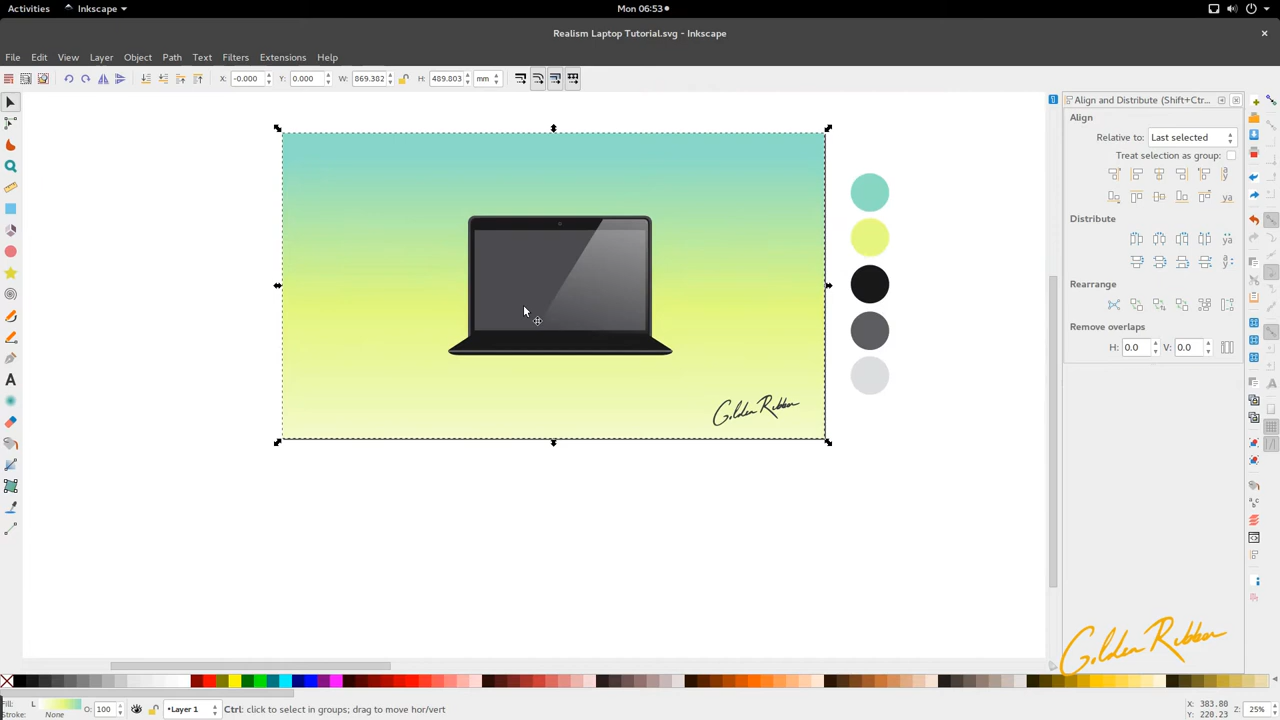 Activities Inkscape Mon 06:53
Realism Laptop Tutorial.svg - Inkscape
File Edit View Layer Object Path Text Filters Extensions Help
X: -0.000 Y: 0.000 W: 869.382 H: 489.803 mm
Align and Distribute (Shift+Ctr...
Align
Relative to: Last selected
Treat selection as group:
Distribute
Rearrange
Remove overlaps
H: 0.0 V: 0.0
Golden Ribbon
Golden Ribbon
Fill: L O: 100 •Layer 1 Ctrl: click to select in groups; drag to move hor/vert X: 383.80 Z: 25%
Stroke: None Y: 220.23